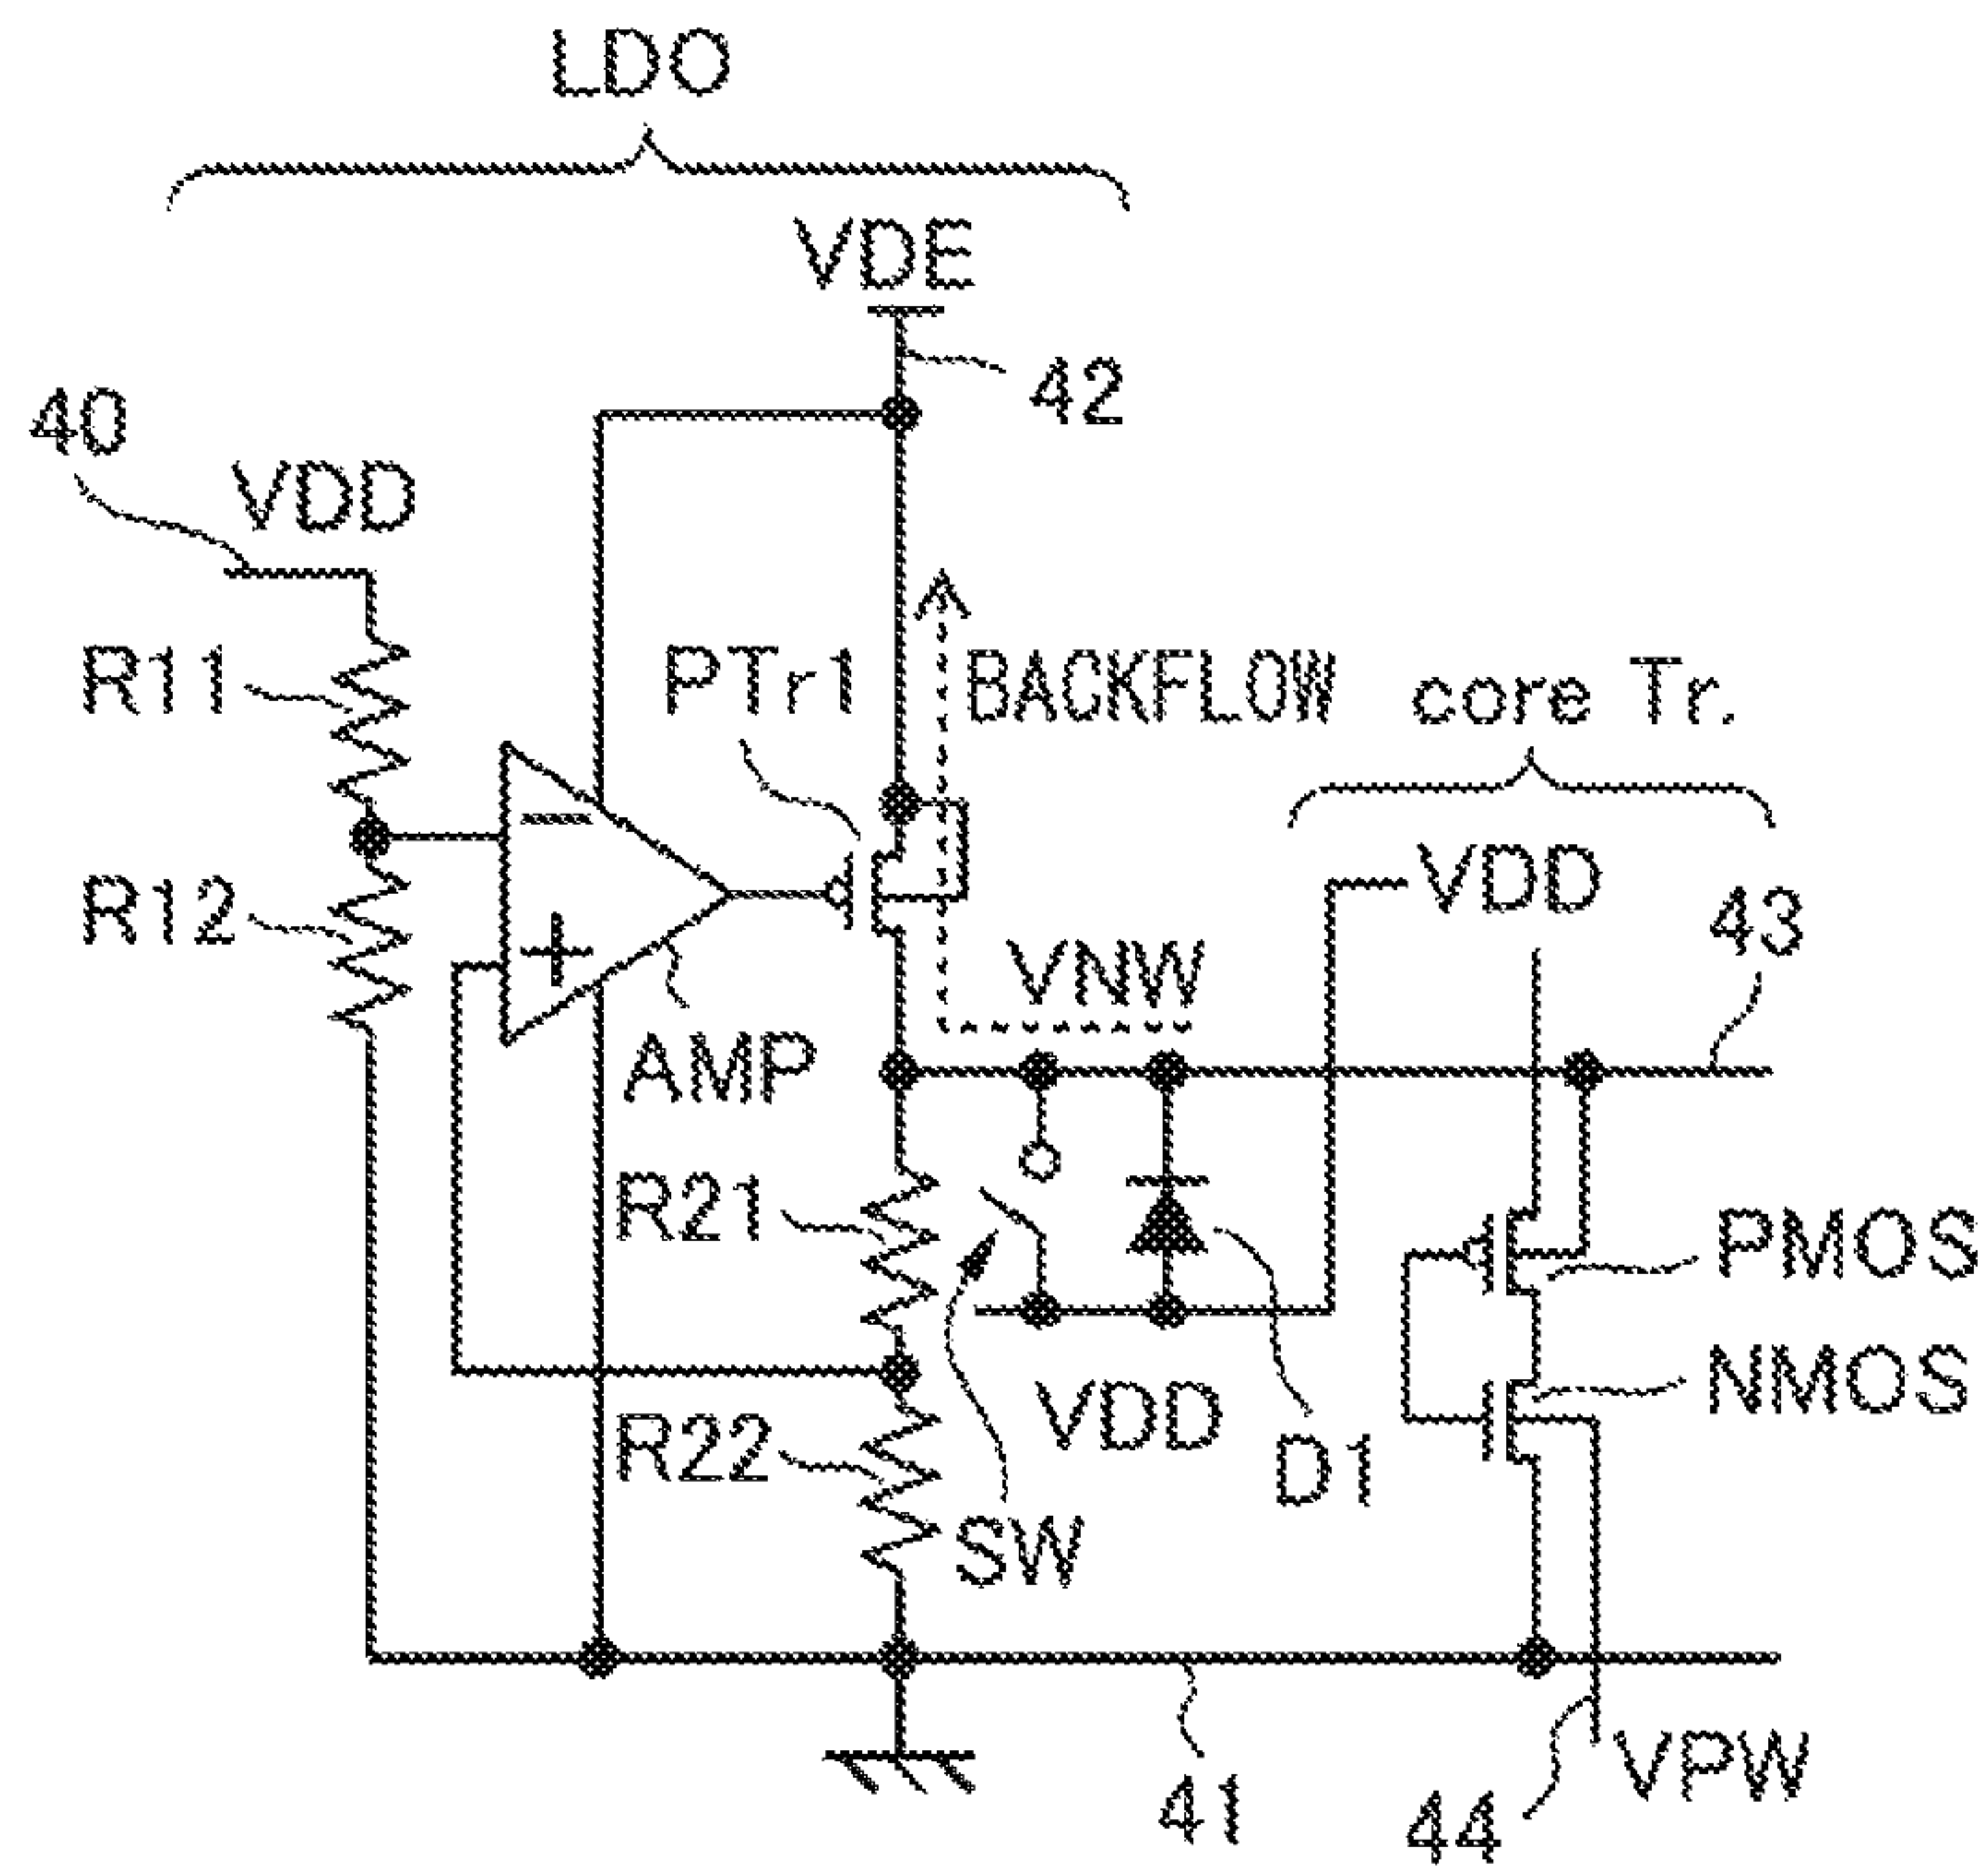 LDO
VDE
42
40
VDD
R11
PTr1
BACKFLOW
core Tr.
VDD
43
R12
−
+
VNW
AMP
R21
PMOS
NMOS
VDD
D1
R22
SW
41
44
VPW